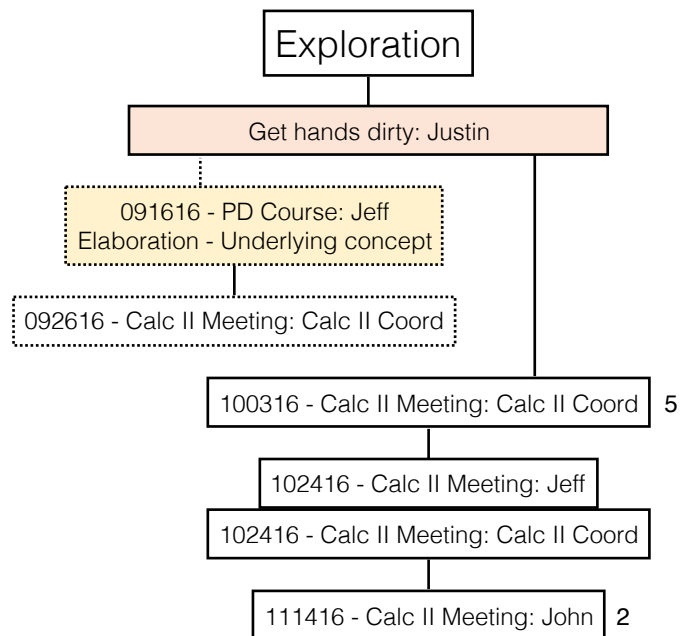 Exploration
Get hands dirty: Justin
091616 - PD Course: Jeff
Elaboration - Underlying concept
092616 - Calc II Meeting: Calc II Coord
100316 - Calc II Meeting: Calc II Coord 5
102416 - Calc II Meeting: Jeff
102416 - Calc II Meeting: Calc II Coord
111416 - Calc II Meeting: John 2